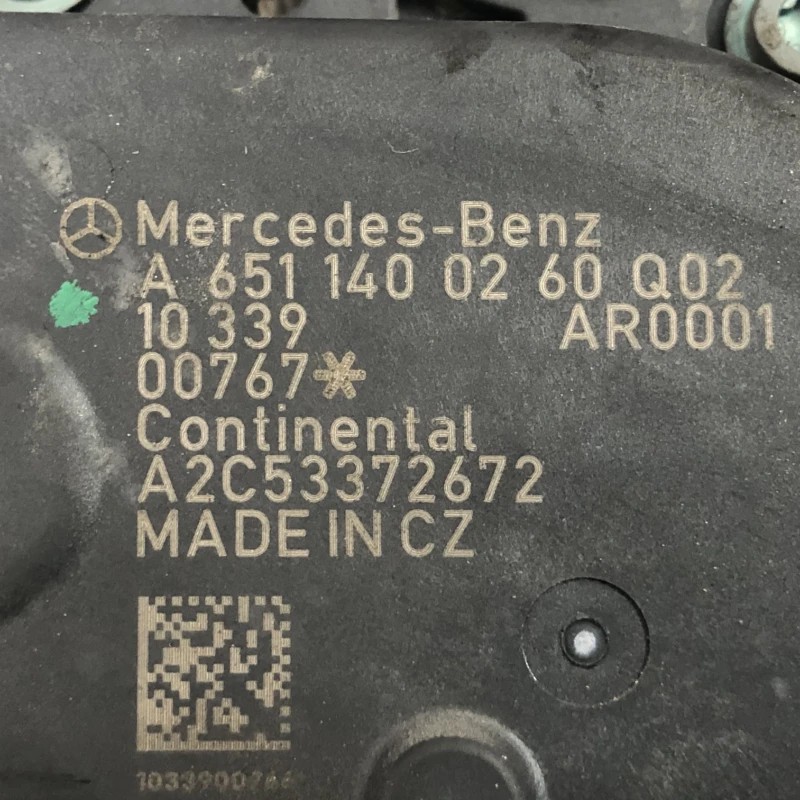 Mercedes-Benz
A 651 140 02 60 Q02
10 339 AR0001
00767*
Continental
A2C53372672
MADE IN CZ